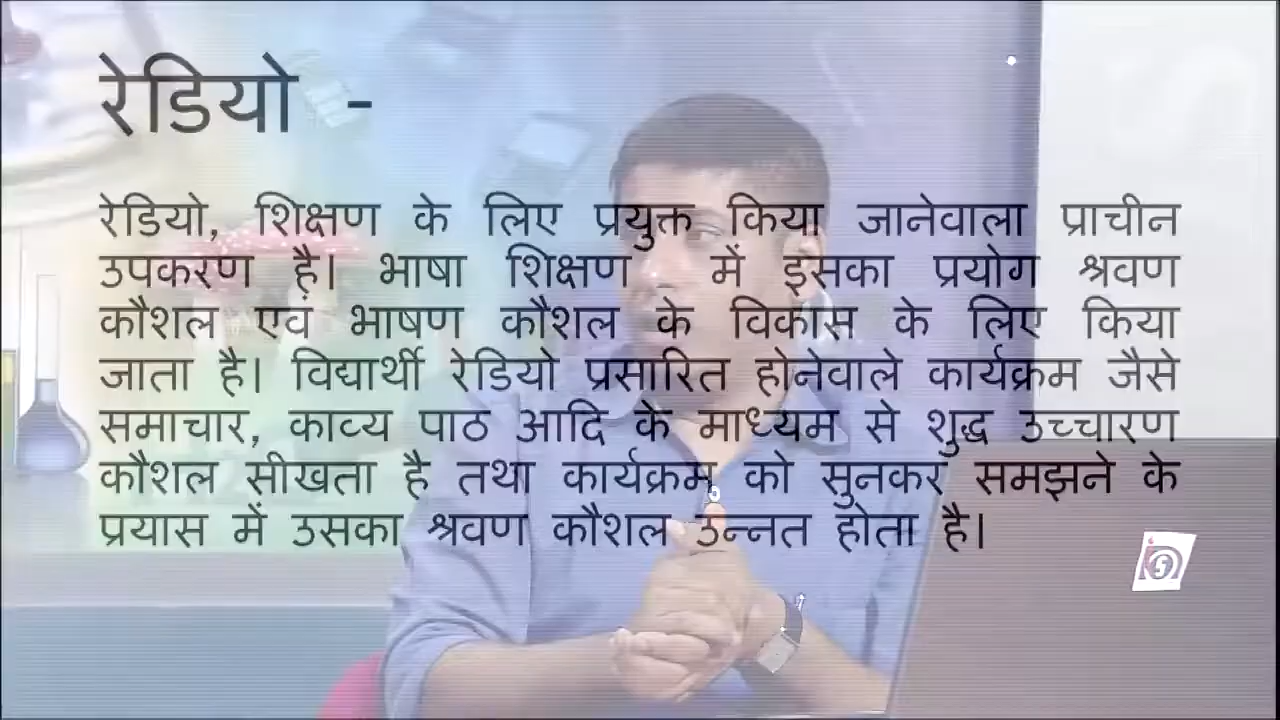 रेडियो -
रेडियो, शिक्षण के लिए प्रयुक्त किया जानेवाला प्राचीन
उपकरण है। भाषा शिक्षण में इसका प्रयोग श्रवण
कौशल एवं भाषण कौशल के विकास के लिए किया
जाता है। विद्यार्थी रेडियो प्रसारित होनेवाले कार्यक्रम जैसे
समाचार, काव्य पाठ आदि के माध्यम से शुद्ध उच्चारण
कौशल सीखता है तथा कार्यक्रम को सुनकर समझने के
प्रयास में उसका श्रवण कौशल उन्नत होता है।